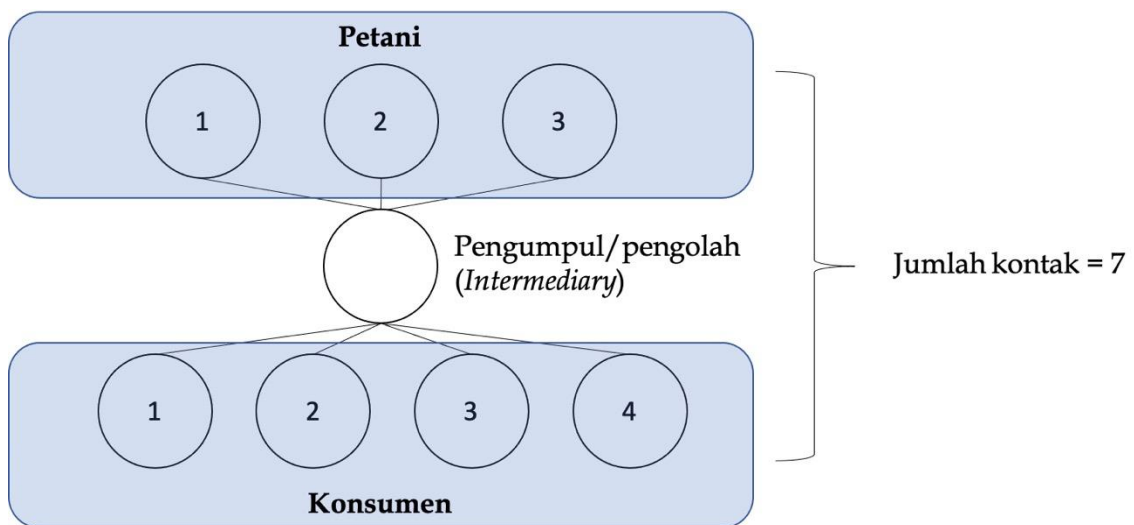 Petani
1 2 3
Pengumpul/pengolah
(Intermediary)
Jumlah kontak = 7
1 2 3 4
Konsumen